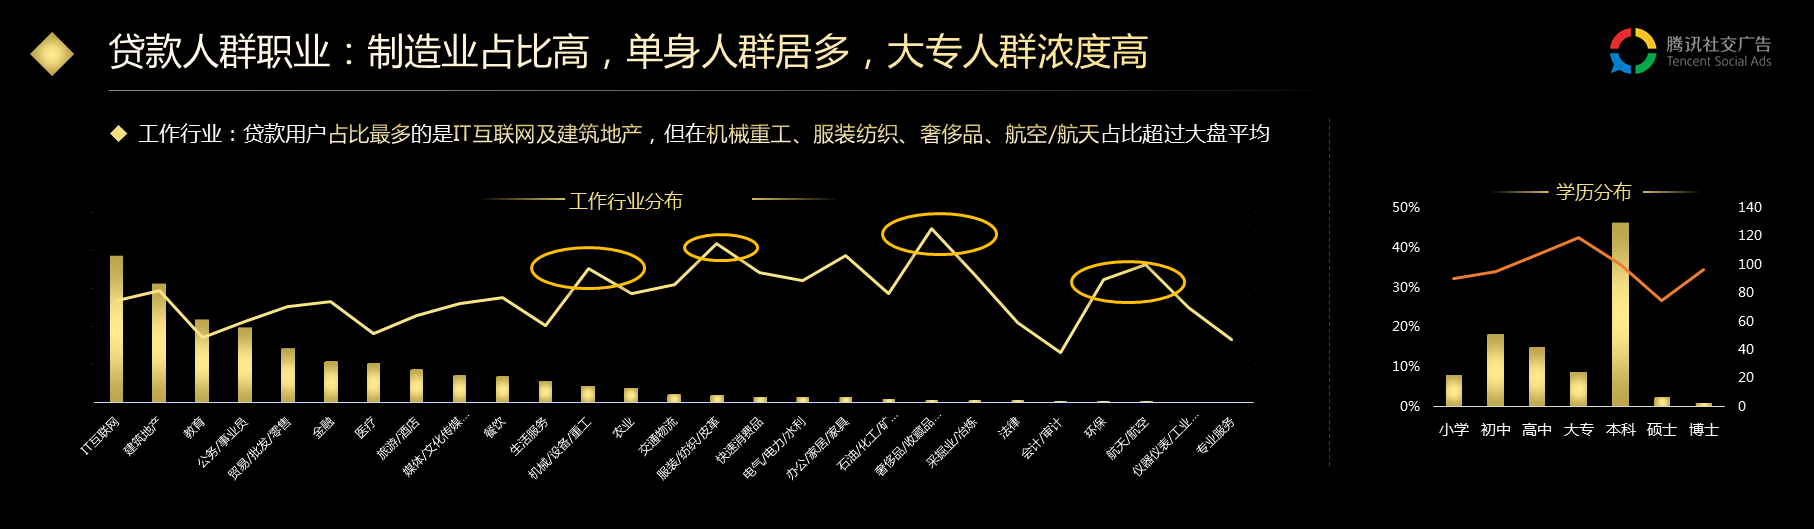 贷款人群职业：制造业占比高，单身人群居多，大专人群浓度高
腾讯社交广告
Tencent Social Ads
工作行业：贷款用户占比最多的是IT互联网及建筑地产，但在机械重工、服装纺织、奢侈品、航空/航天占比超过大盘平均
工作行业分布
IT互联网
建筑地产
教育
公务/事业员
贸易/批发/零售
金融
医疗
旅游/酒店
媒体/文化传媒…
餐饮
生活服务
机械/设备/重工
农业
交通物流
服装/纺织/皮革
快速消费品
电气/电力/水利
办公/家居/家具
石油/化工/矿…
奢侈品/收藏品…
采掘业/冶炼
法律
会计/审计
环保
航天/航空
仪器仪表/工业…
专业服务
学历分布
50%
40%
30%
20%
10%
0%
140
120
100
80
60
40
20
0
小学
初中
高中
大专
本科
硕士
博士